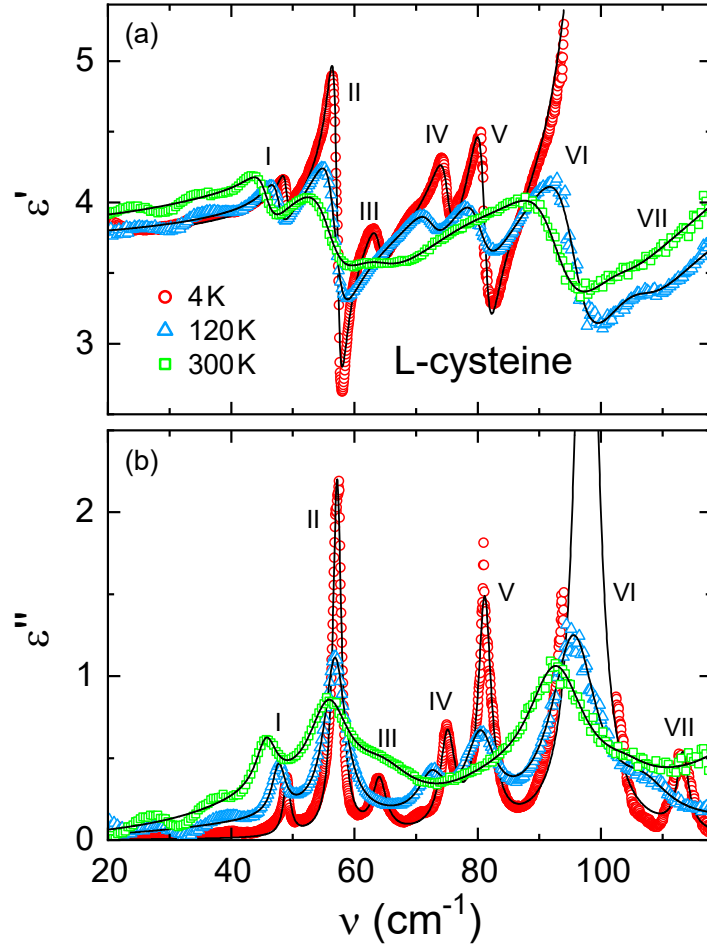 (a)
5
4
3
ε'
I
II
III
IV
V
VI
VII
4 K
120 K
300 K
L-cysteine
(b)
2
1
0
ε''
I
II
III
IV
V
VI
VII
20 40 60 80 100
ν (cm⁻¹)